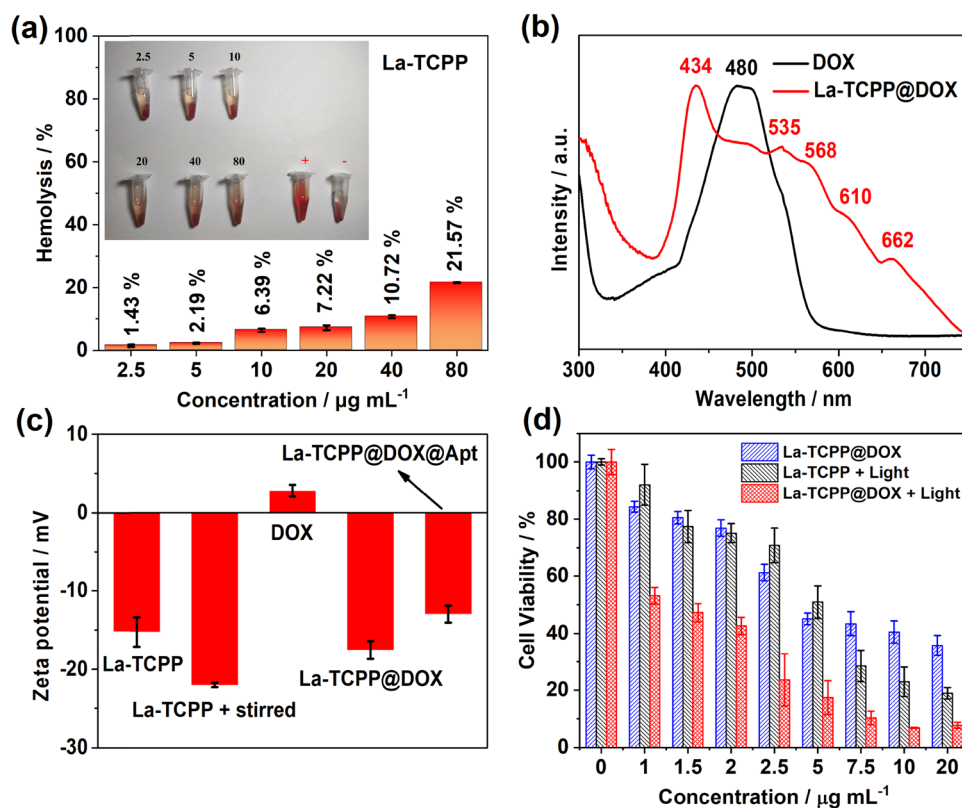 (a)
La-TCPP
2.5 5 10
20 40 80 + -
1.43 %
2.19 %
6.39 %
7.22 %
10.72 %
21.57 %
Hemolysis / %
100
80
60
40
20
0
2.5 5 10 20 40 80
Concentration / µg mL⁻¹
(b)
434 480
DOX
La-TCPP@DOX
535
568
610
662
Intensity / a.u.
300 400 500 600 700
Wavelength / nm
(c)
La-TCPP@DOX@Apt
DOX
La-TCPP
La-TCPP@DOX
La-TCPP + stirred
Zeta potential / mV
10
0
-10
-20
-30
(d)
La-TCPP@DOX
La-TCPP + Light
La-TCPP@DOX + Light
Cell Viability / %
100
80
60
40
20
0
0 1 1.5 2 2.5 5 7.5 10 20
Concentration / µg mL⁻¹